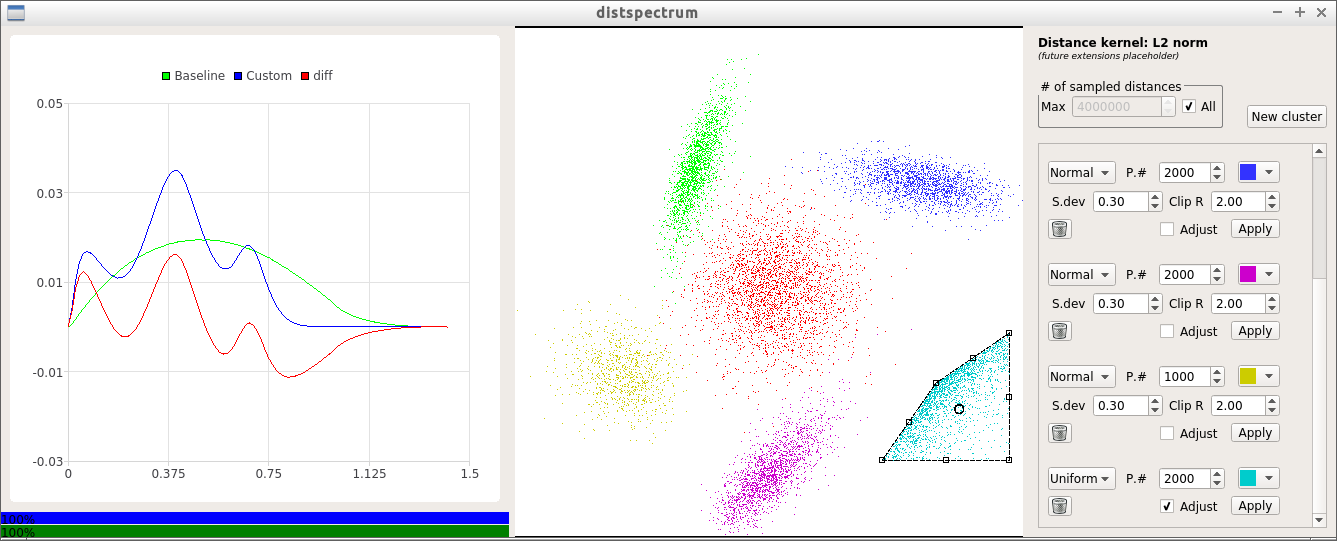 distspectrum
Baseline Custom diff
0.05
0.03
0.01
-0.01
-0.03
0 0.375 0.75 1.125 1.5
100%
100%
Distance kernel: L2 norm
(future extensions placeholder)
# of sampled distances
Max 4000000 All
New cluster
Normal P.# 2000
S.dev 0.30 Clip R 2.00
Adjust Apply
Normal P.# 2000
S.dev 0.30 Clip R 2.00
Adjust Apply
Normal P.# 1000
S.dev 0.30 Clip R 2.00
Adjust Apply
Uniform P.# 2000
Adjust Apply